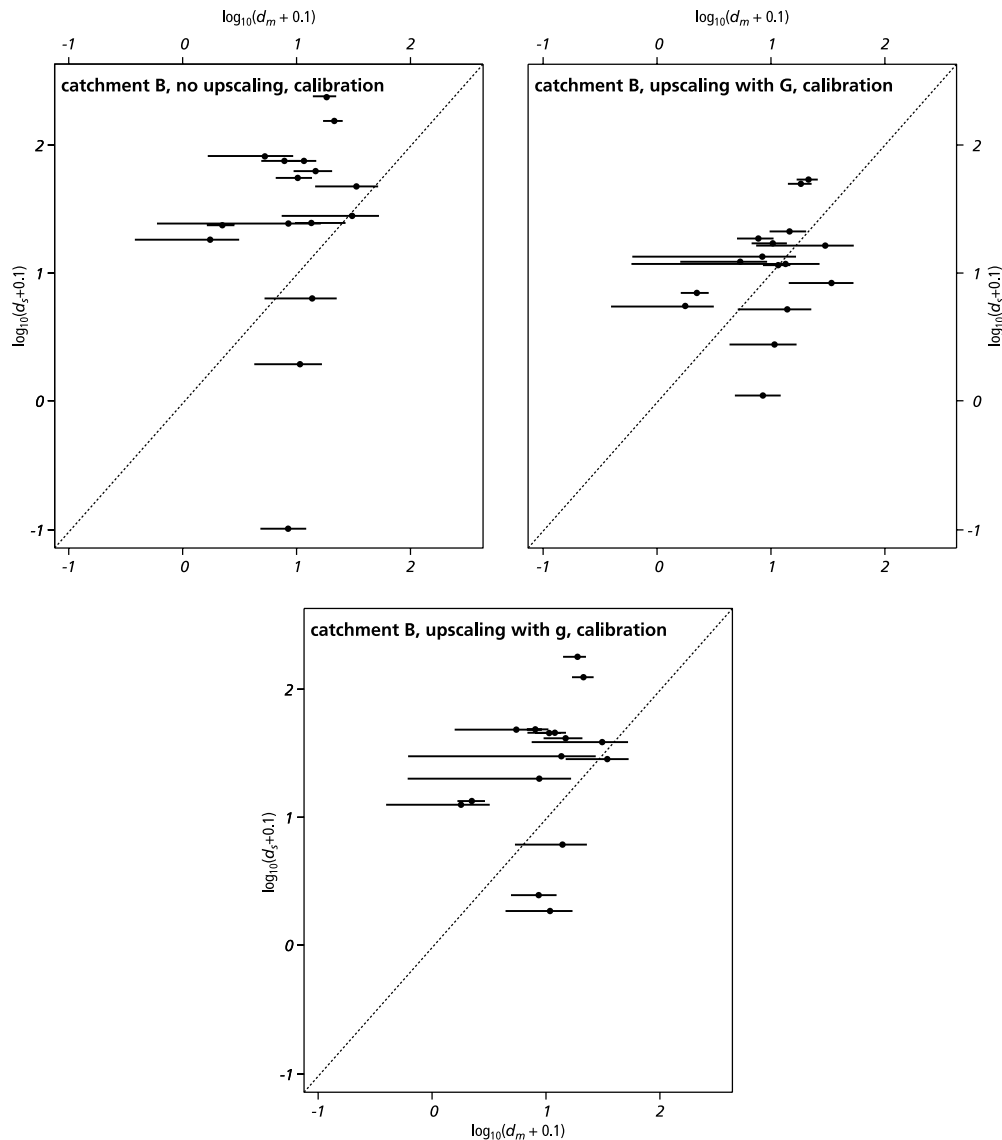 log10(dm + 0.1)
log10(dm + 0.1)
-1 0 1 2
-1 0 1 2
catchment B, no upscaling, calibration
catchment B, upscaling with G, calibration
2
1
0
-1
log10(ds+0.1)
2
1
0
-1
log10(ds+0.1)
-1 0 1 2
-1 0 1 2
catchment B, upscaling with g, calibration
2
1
0
-1
log10(ds+0.1)
-1 0 1 2
log10(dm + 0.1)